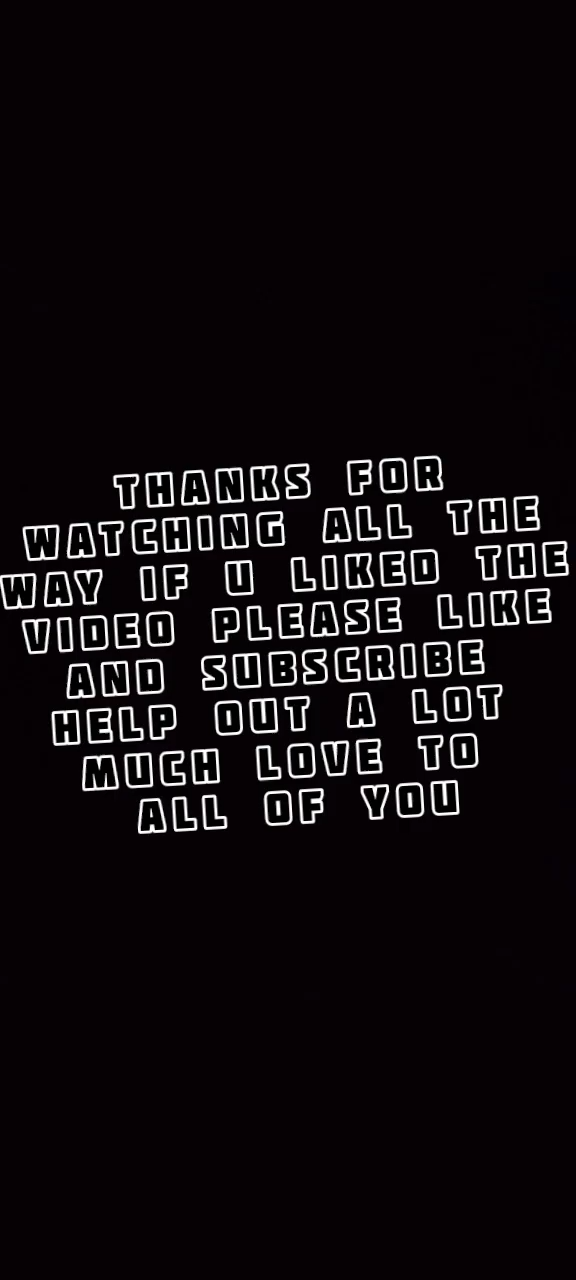 THANKS FOR
WATCHING ALL THE
WAY IF U LIKED THE
VIDEO PLEASE LIKE
AND SUBSCRIBE
HELP OUT A LOT
MUCH LOVE TO
ALL OF YOU